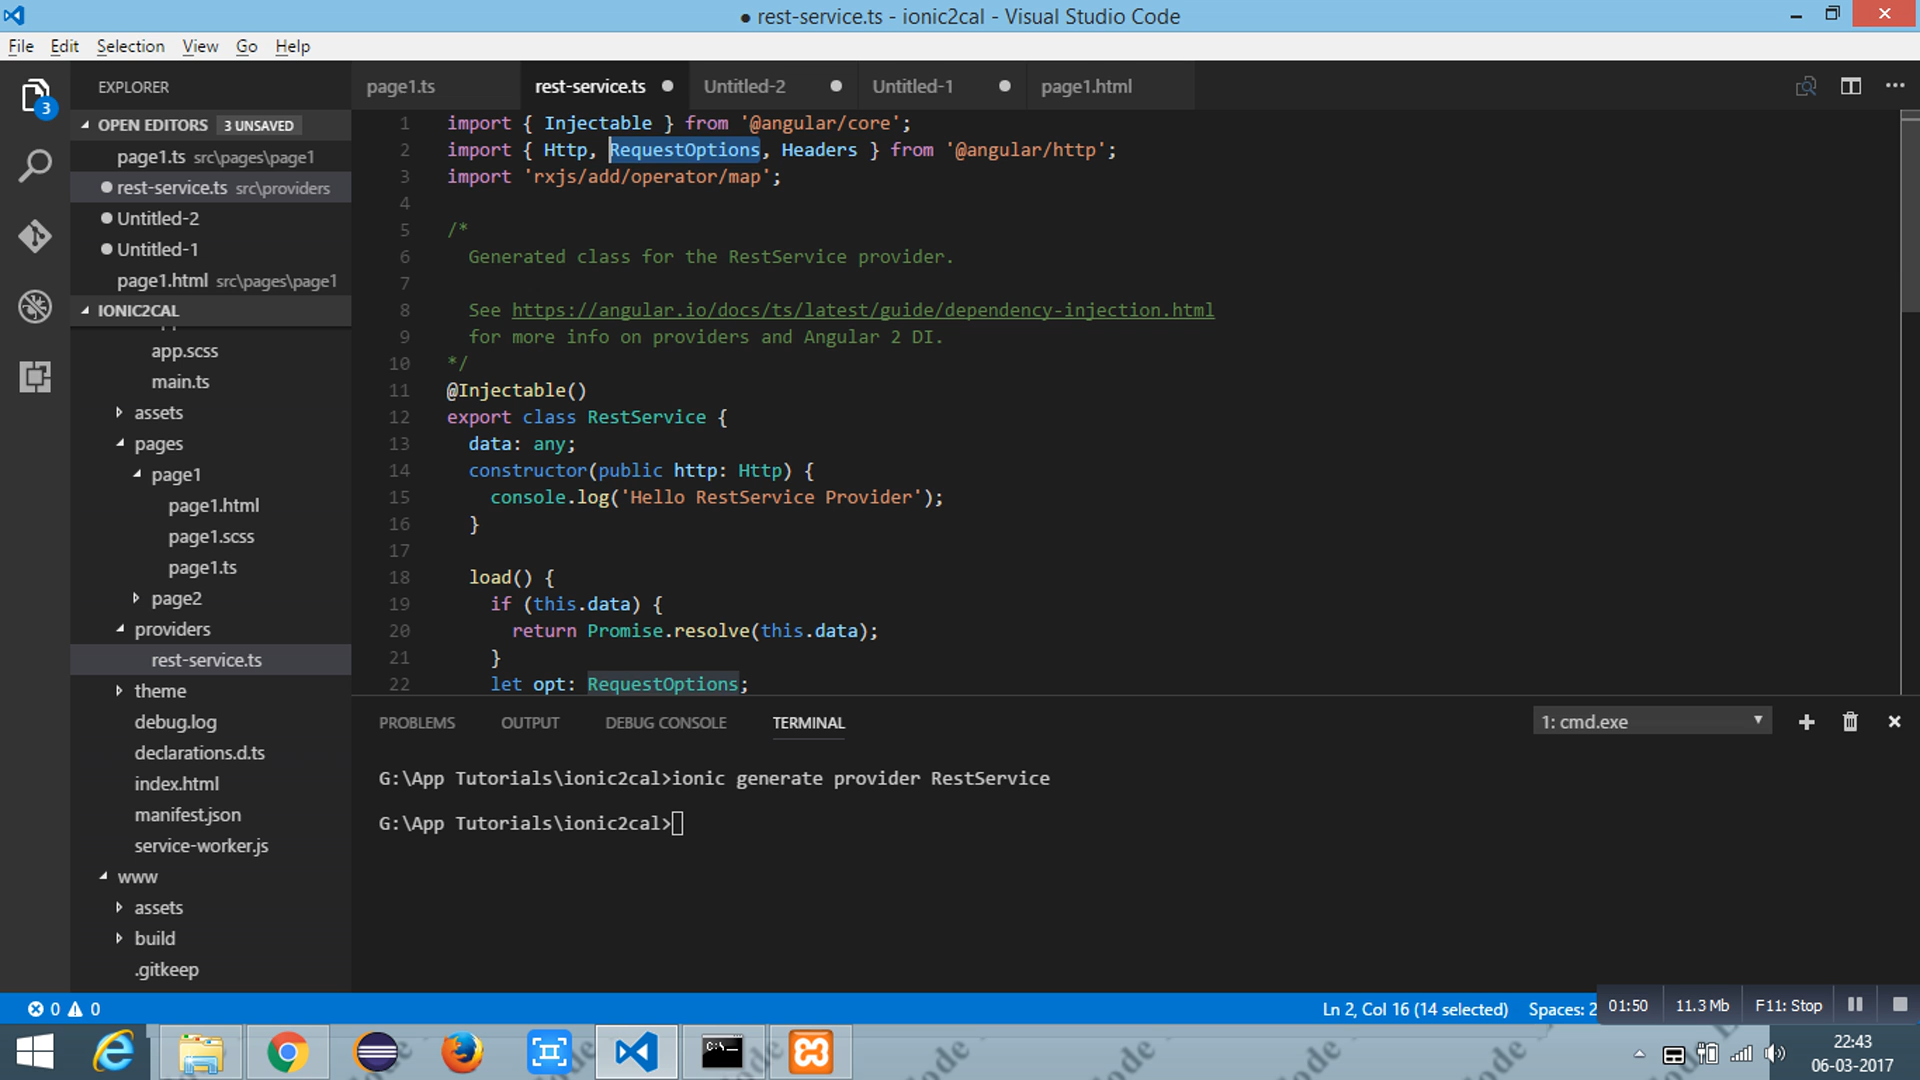 ● rest-service.ts - ionic2cal - Visual Studio Code
File Edit Selection View Go Help
3
EXPLORER
OPEN EDITORS 3 UNSAVED
page1.ts src\pages\page1
rest-service.ts src\providers
Untitled-2
Untitled-1
page1.html src\pages\page1
IONIC2CAL
app.scss
main.ts
assets
pages
page1
page1.html
page1.scss
page1.ts
page2
providers
rest-service.ts
theme
debug.log
declarations.d.ts
index.html
manifest.json
service-worker.js
www
assets
build
.gitkeep
page1.ts rest-service.ts Untitled-2 Untitled-1 page1.html
1 import { Injectable } from '@angular/core';
2 import { Http, RequestOptions, Headers } from '@angular/http';
3 import 'rxjs/add/operator/map';
4
5 /*
6 Generated class for the RestService provider.
7
8 See https://angular.io/docs/ts/latest/guide/dependency-injection.html
9 for more info on providers and Angular 2 DI.
10 */
11 @Injectable()
12 export class RestService {
13 data: any;
14 constructor(public http: Http) {
15 console.log('Hello RestService Provider');
16 }
17
18 load() {
19 if (this.data) {
20 return Promise.resolve(this.data);
21 }
22 let opt: RequestOptions;
PROBLEMS OUTPUT DEBUG CONSOLE TERMINAL 1: cmd.exe
G:\App Tutorials\ionic2cal>ionic generate provider RestService
G:\App Tutorials\ionic2cal>
0 0 Ln 2, Col 16 (14 selected) Spaces: 2 01:50 11.3 Mb F11: Stop
22:43
06-03-2017